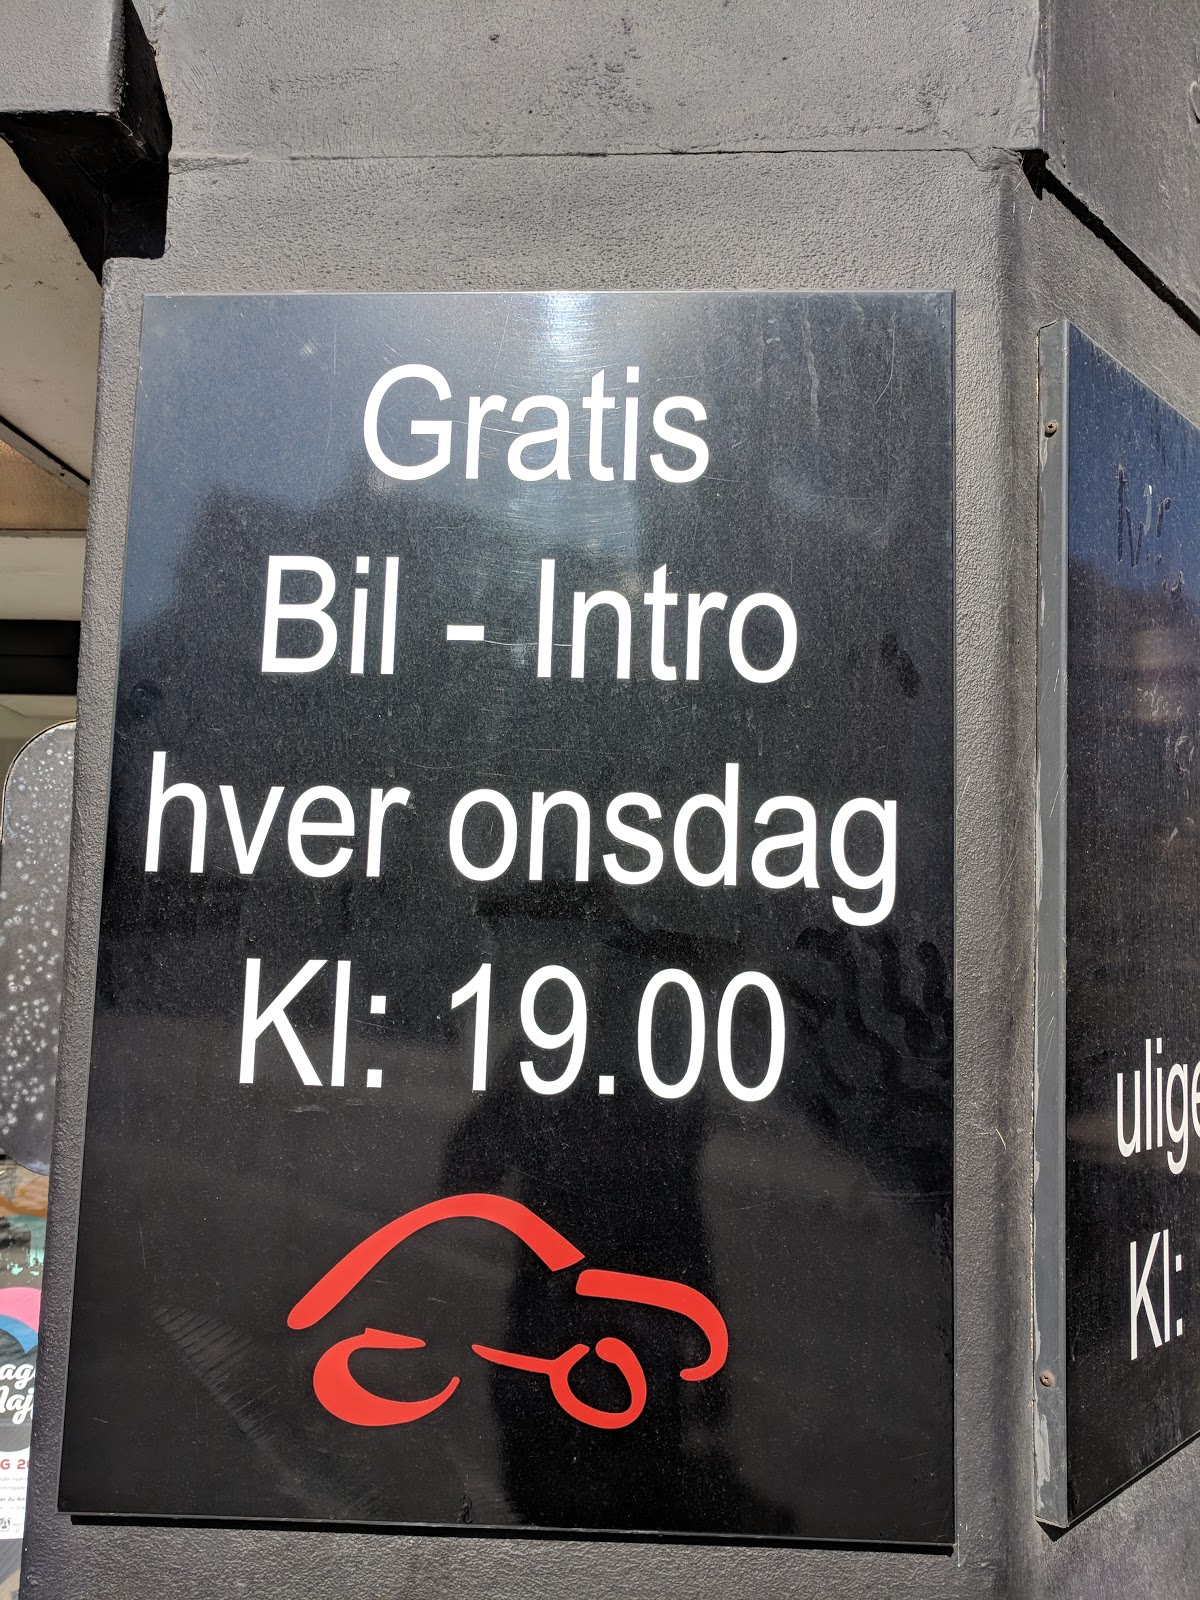 Gratis
Bil - Intro
hver onsdag
Kl: 19.00
Kl: